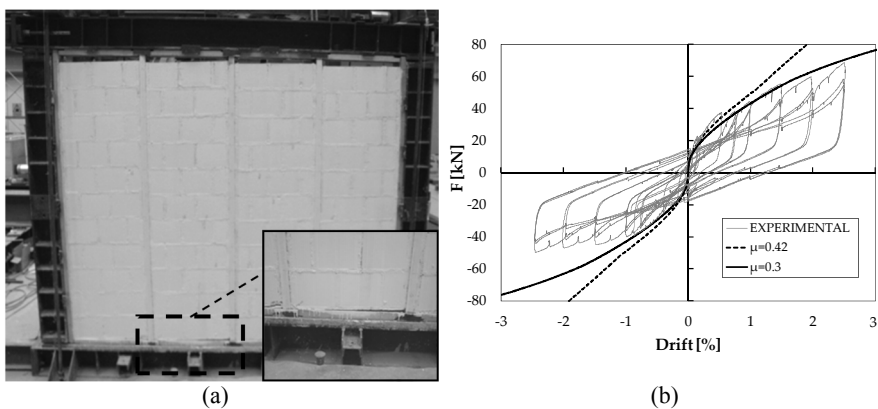 80
60
40
20
0
-20
-40
-60
-80
F [kN]
-3 -2 -1 0 1 2 3
Drift [%]
EXPERIMENTAL
μ=0.42
μ=0.3
(a)
(b)